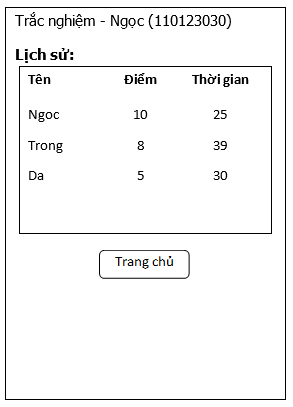 Trắc nghiệm - Ngọc (110123030)
Lịch sử:
Tên Điểm Thời gian
Ngoc 10 25
Trong 8 39
Da 5 30
Trang chủ